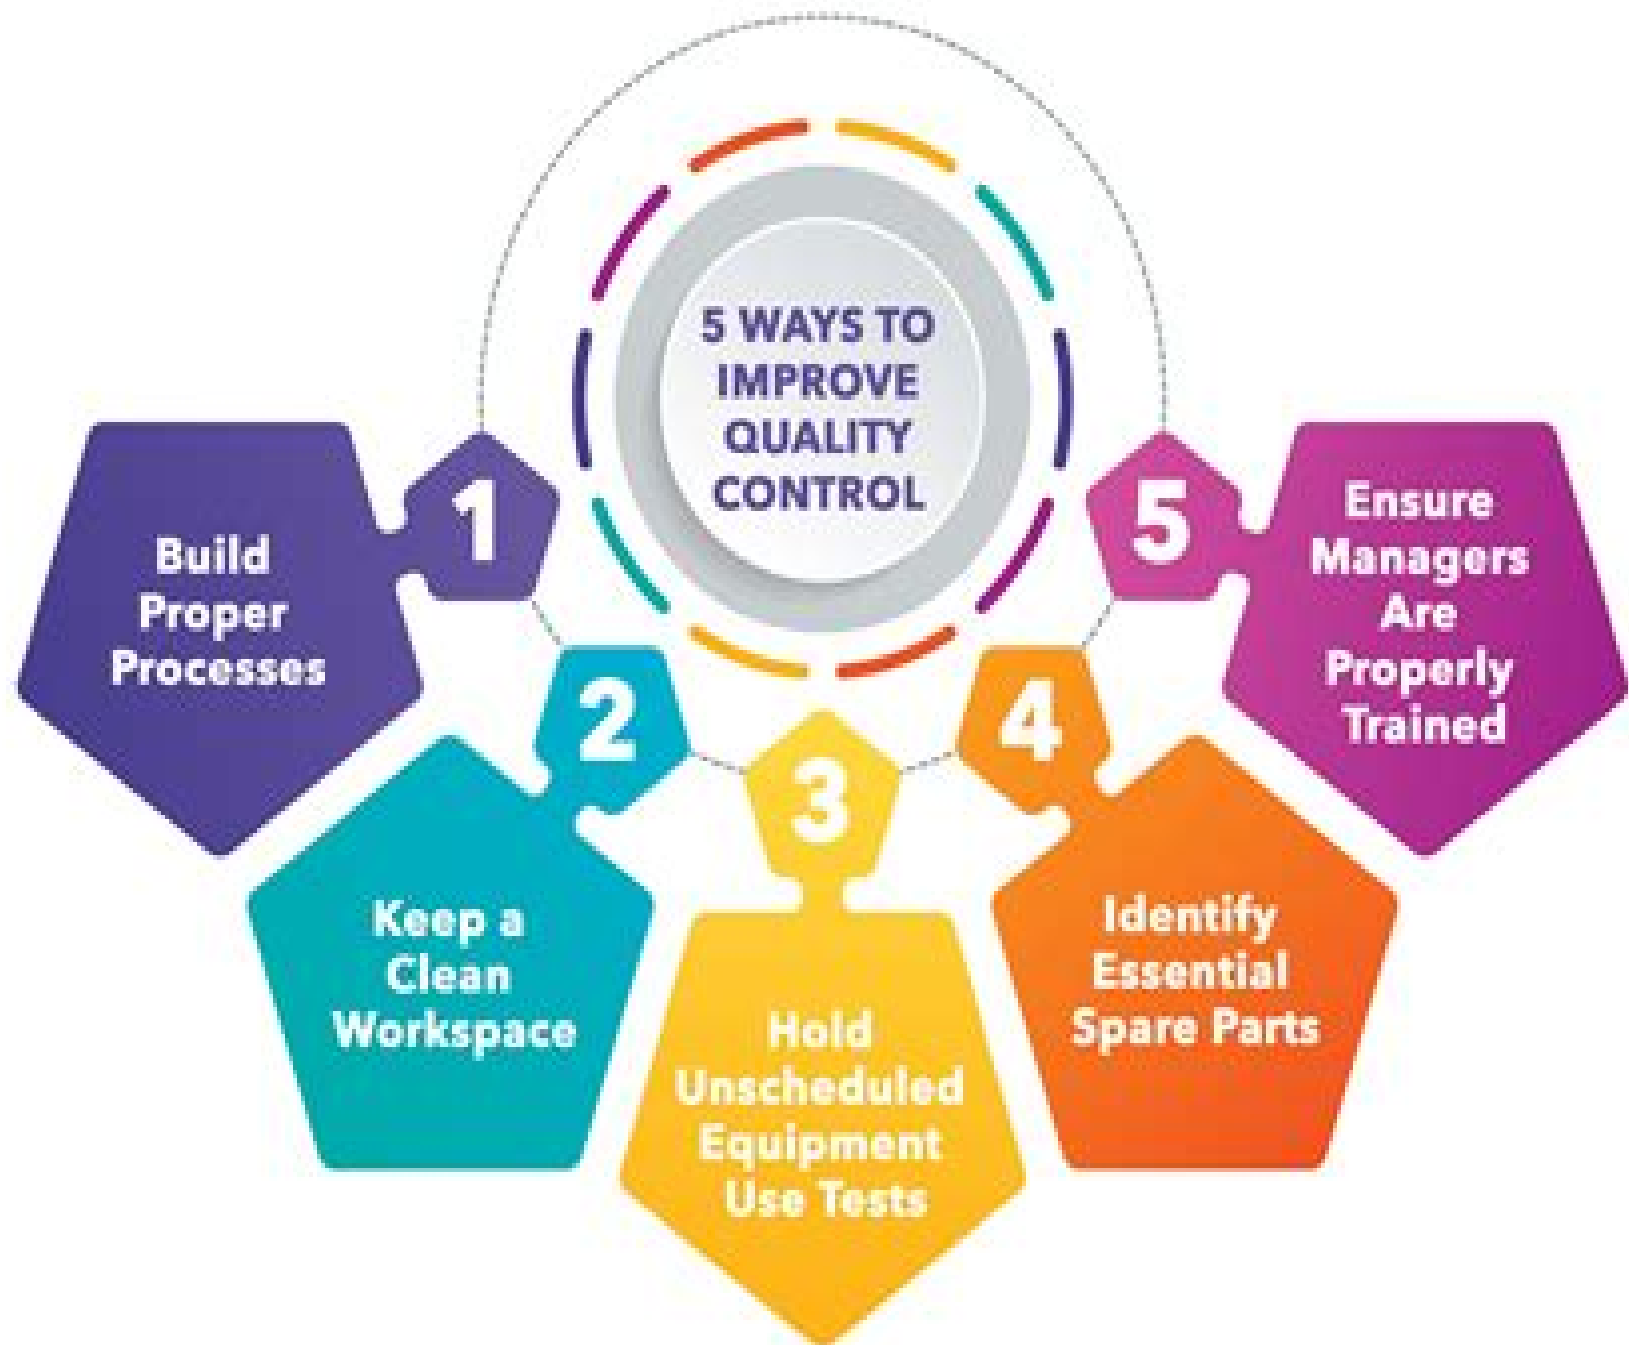 5 WAYS TO
IMPROVE
QUALITY
CONTROL
1
Build
Proper
Processes
2
Keep a
Clean
Workspace
3
Hold
Unscheduled
Equipment
Use Tests
4
Identify
Essential
Spare Parts
5
Ensure
Managers
Are
Properly
Trained